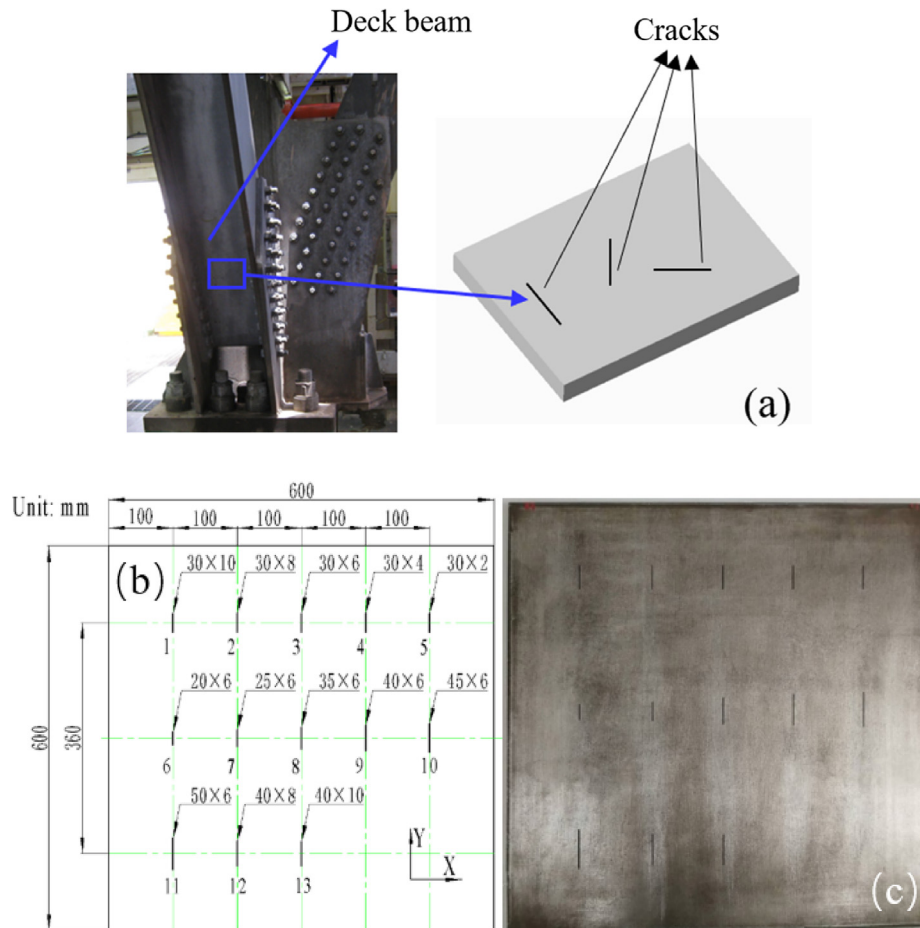 Deck beam
Cracks
(a)
Unit: mm
600
100 100 100 100 100
(b)
30×10 30×8 30×6 30×4 30×2
1 2 3 4 5
20×6 25×6 35×6 40×6 45×6
600
360
6 7 8 9 10
50×6 40×8 40×10
Y
X
11 12 13
(c)